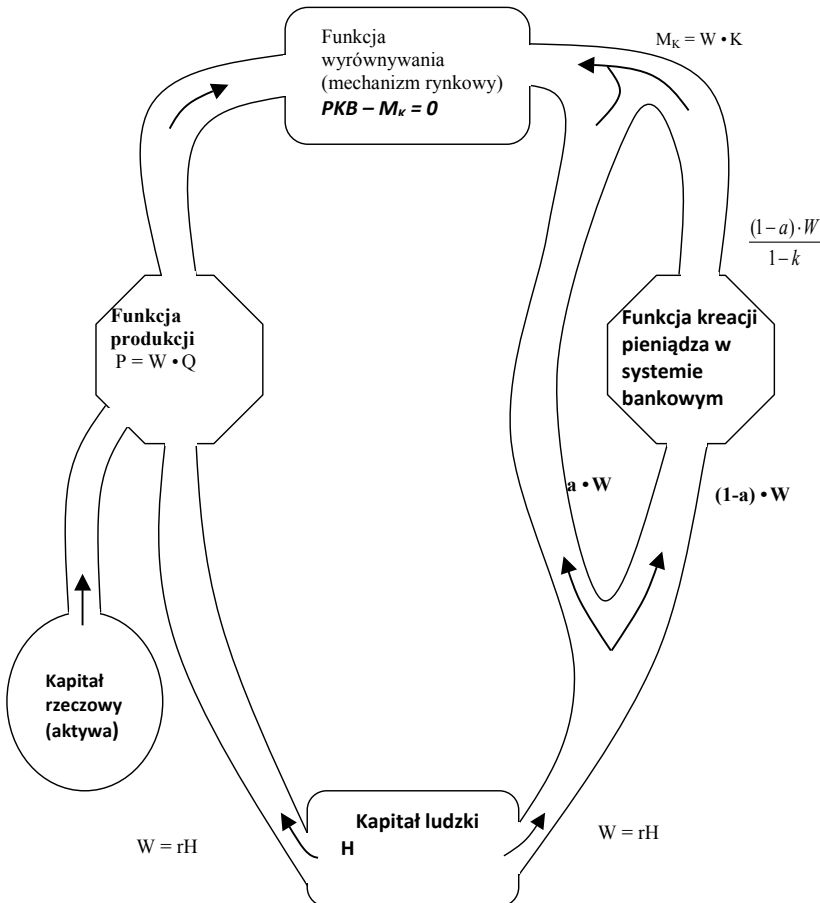 Funkcja
wyrównywania
(mechanizm rynkowy)
PKB – Mₖ = 0
M_K = W • K
(1−a)·W
1−k
Funkcja
produkcji
P = W • Q
Funkcja kreacji
pieniądza w
systemie
bankowym
a • W
(1-a) • W
Kapitał
rzeczowy
(aktywa)
Kapitał ludzki
H
W = rH
W = rH